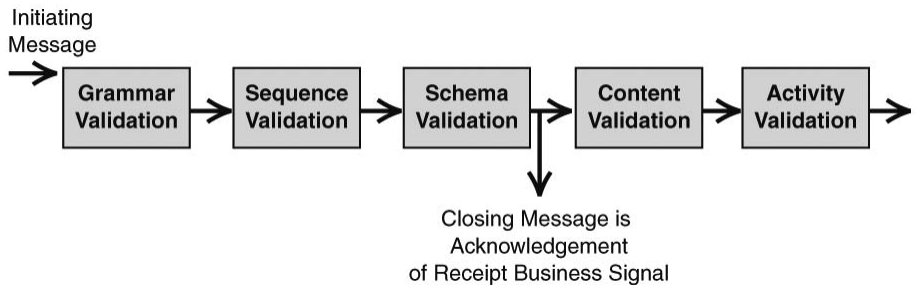 Initiating
Message
Grammar
Validation
Sequence
Validation
Schema
Validation
Content
Validation
Activity
Validation
Closing Message is
Acknowledgement
of Receipt Business Signal